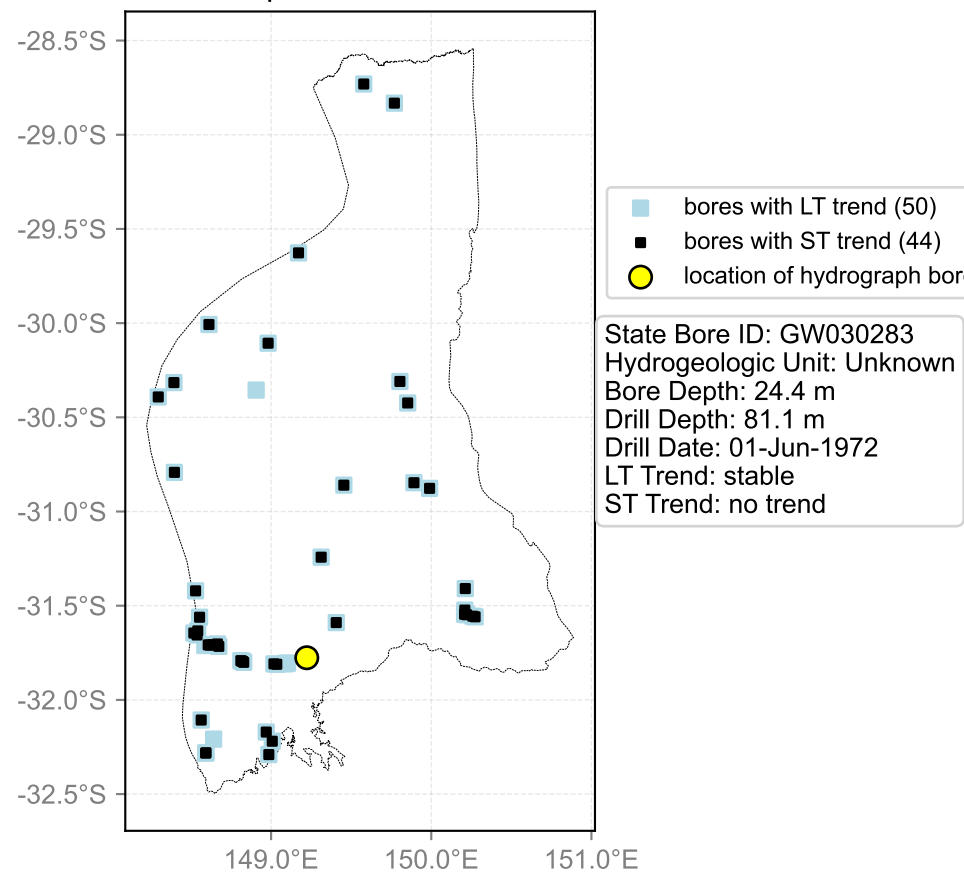 -28.5°S
-29.0°S
-29.5°S
-30.0°S
-30.5°S
-31.0°S
-31.5°S
-32.0°S
-32.5°S
149.0°E 150.0°E 151.0°E
bores with LT trend (50)
bores with ST trend (44)
location of hydrograph
State Bore ID: GW030283
Hydrogeologic Unit: Unknown
Bore Depth: 24.4 m
Drill Depth: 81.1 m
Drill Date: 01-Jun-1972
LT Trend: stable
ST Trend: no trend